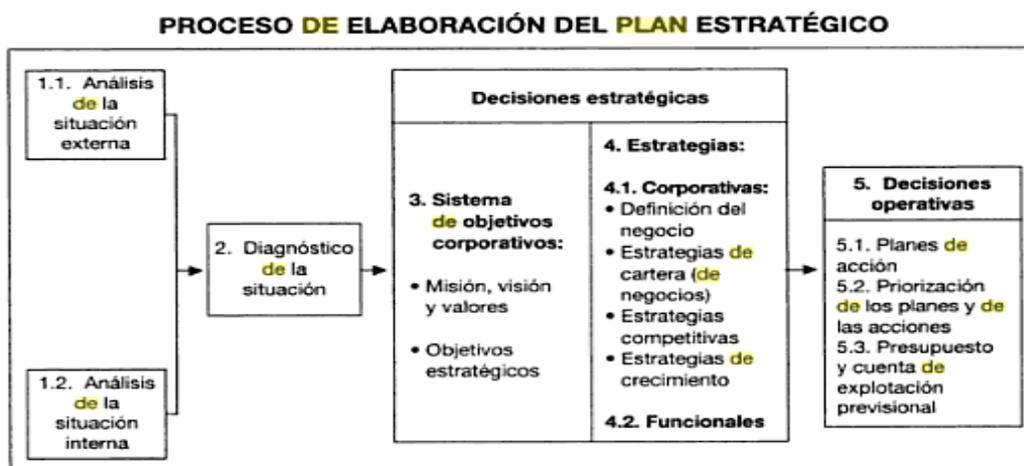 PROCESO DE ELABORACIÓN DEL PLAN ESTRATÉGICO
1.1. Análisis
de la
situación
externa
1.2. Análisis
de la
situación
interna
2. Diagnóstico
de la
situación
Decisiones estratégicas
3. Sistema
de objetivos
corporativos:
• Misión, visión
y valores
• Objetivos
estratégicos
4. Estrategias:
4.1. Corporativas:
• Definición del
negocio
• Estrategias de
cartera (de
negocios)
• Estrategias
competitivas
• Estrategias de
crecimiento
4.2. Funcionales
5. Decisiones
operativas
5.1. Planes de
acción
5.2. Priorización
de los planes y de
las acciones
5.3. Presupuesto
y cuenta de
explotación
previsional